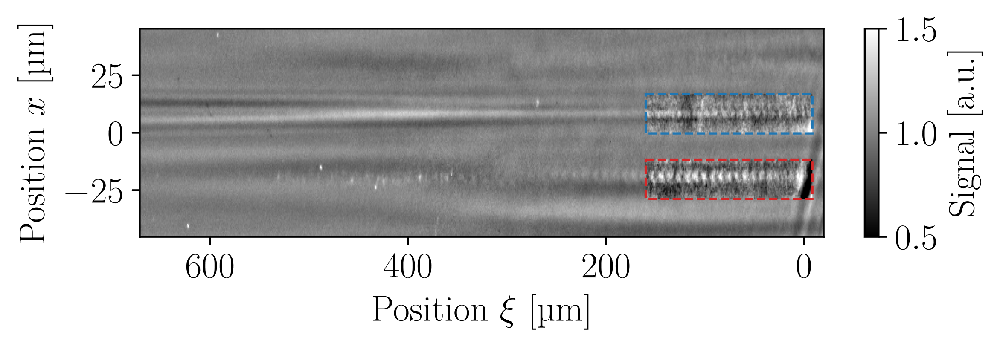 Position x [µm]
25
0
−25
600 400 200 0
Position ξ [µm]
1.5
1.0
0.5
Signal [a.u.]